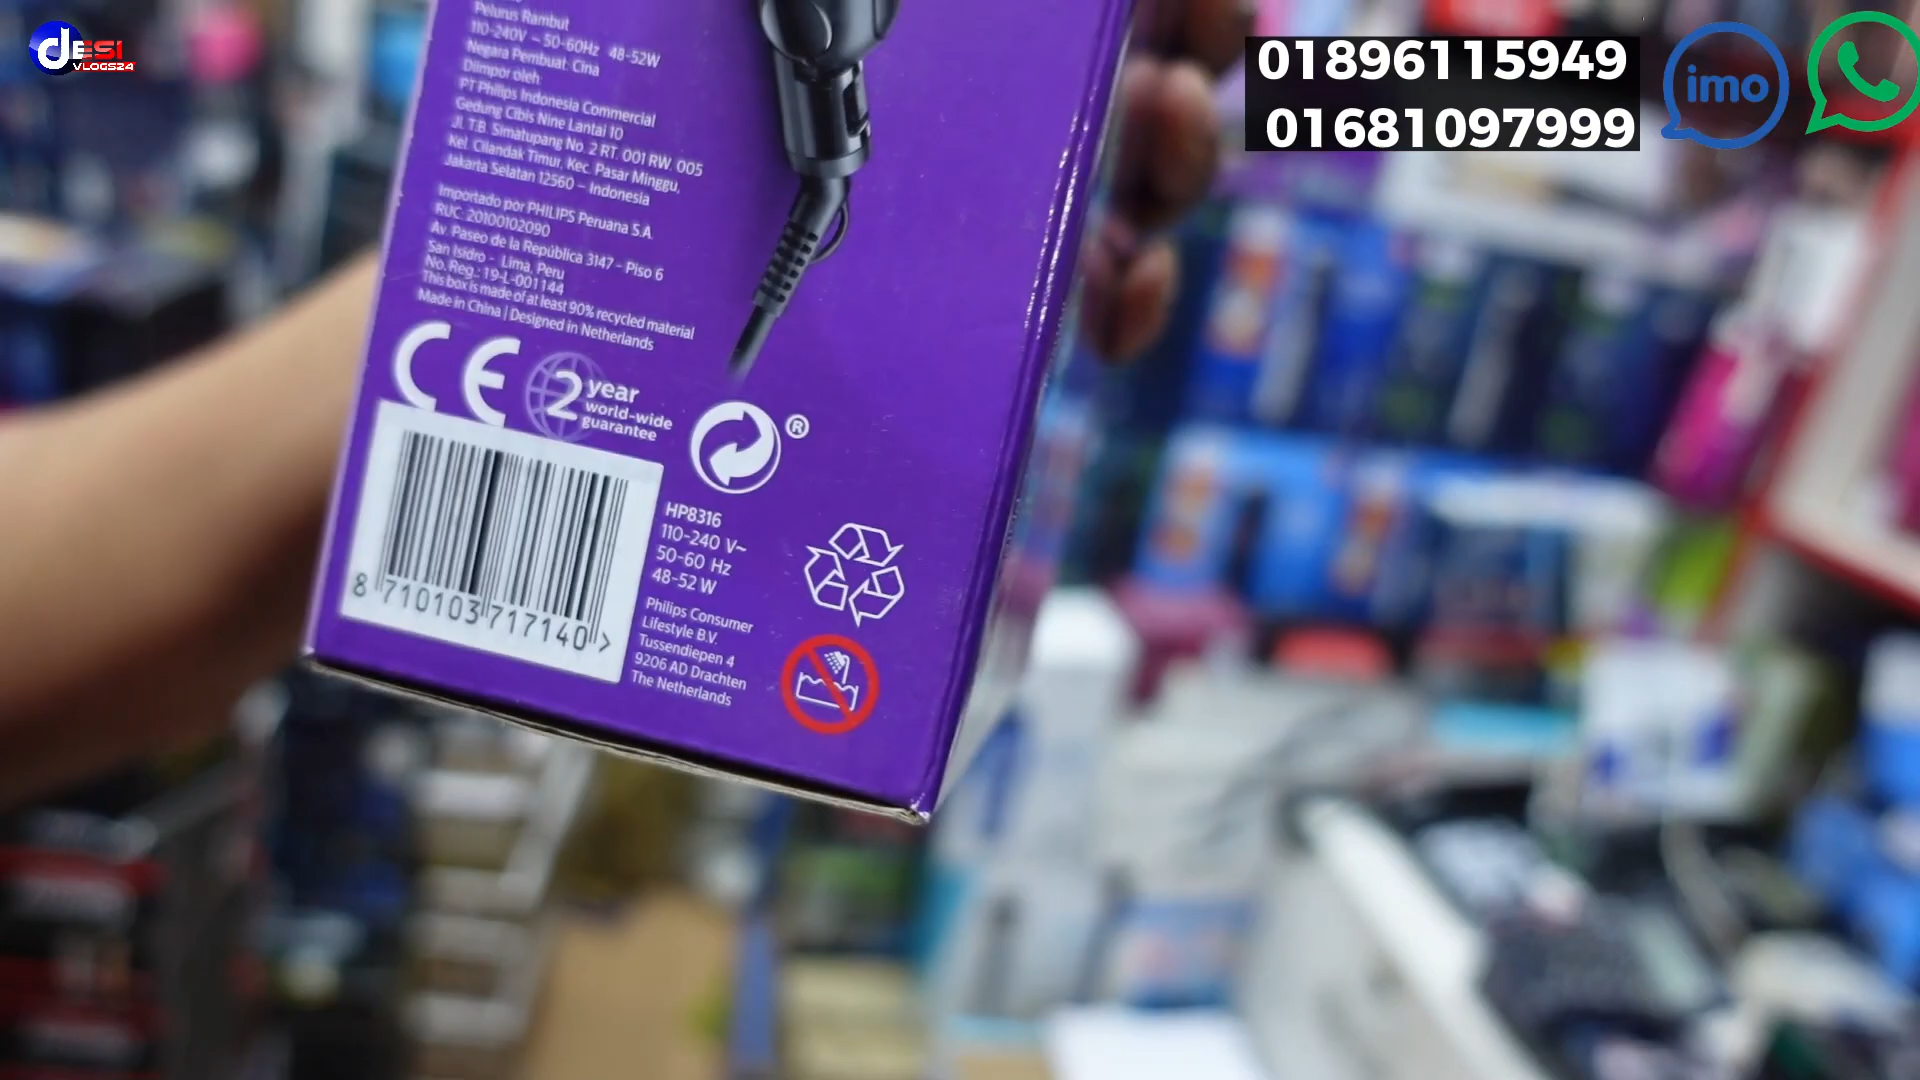 dESI
VLOGS24
01896115949
01681097999
imo
Pelurus Rambut
110-240V ~ 50-60Hz 48-52W
Negara Pembuat: Cina
Diimpor oleh:
PT Philips Indonesia Commercial
Gedung Cibis Nine Lantai 10
Jl. T.B. Simatupang No. 2 RT. 001 RW. 005
Kel. Cilandak Timur, Kec. Pasar Minggu,
Jakarta Selatan 12560 – Indonesia
Importado por PHILIPS Peruana S.A.
RUC: 20100102090
Av. Paseo de la República 3147 - Piso 6
San Isidro - Lima, Peru
No. Reg.: 19-L-001144
This box is made of at least 90% recycled material
Made in China | Designed in Netherlands
CE
2 year
world-wide
guarantee
®
8 710103 717140 >
HP8316
110-240 V~
50-60 Hz
48-52 W
Philips Consumer
Lifestyle B.V.
Tussendiepen 4
9206 AD Drachten
The Netherlands